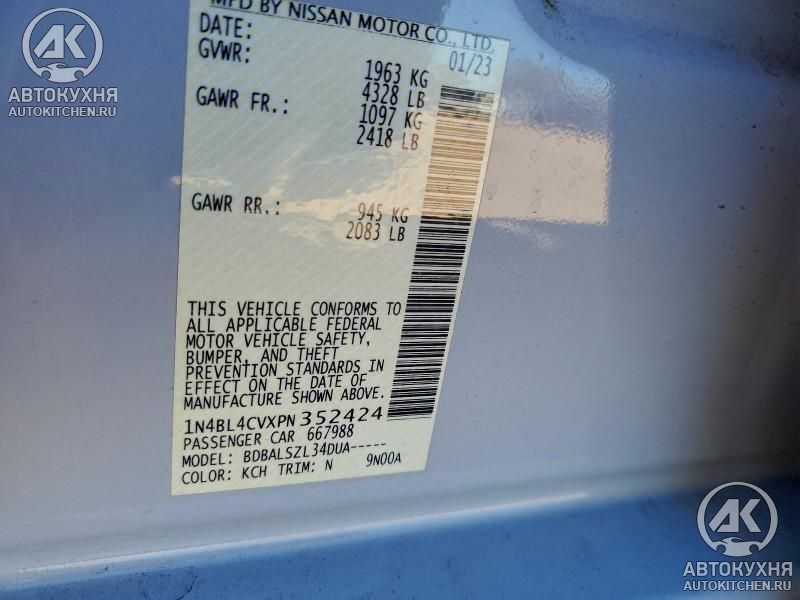 AK
АВТОКУХНЯ
AUTOKITCHEN.RU
MFD BY NISSAN MOTOR CO., LTD.
DATE: 01/23
GVWR: 1963 KG
4328 LB
GAWR FR.: 1097 KG
2418 LB
GAWR RR.: 945 KG
2083 LB
THIS VEHICLE CONFORMS TO
ALL APPLICABLE FEDERAL
MOTOR VEHICLE SAFETY,
BUMPER, AND THEFT
PREVENTION STANDARDS IN
EFFECT ON THE DATE OF
MANUFACTURE SHOWN ABOVE.
1N4BL4CVXPN352424
PASSENGER CAR 667988
MODEL: BDBALSZL34DUA-----
COLOR: KCH TRIM: N 9N00A
AK
АВТОКУХНЯ
AUTOKITCHEN.RU